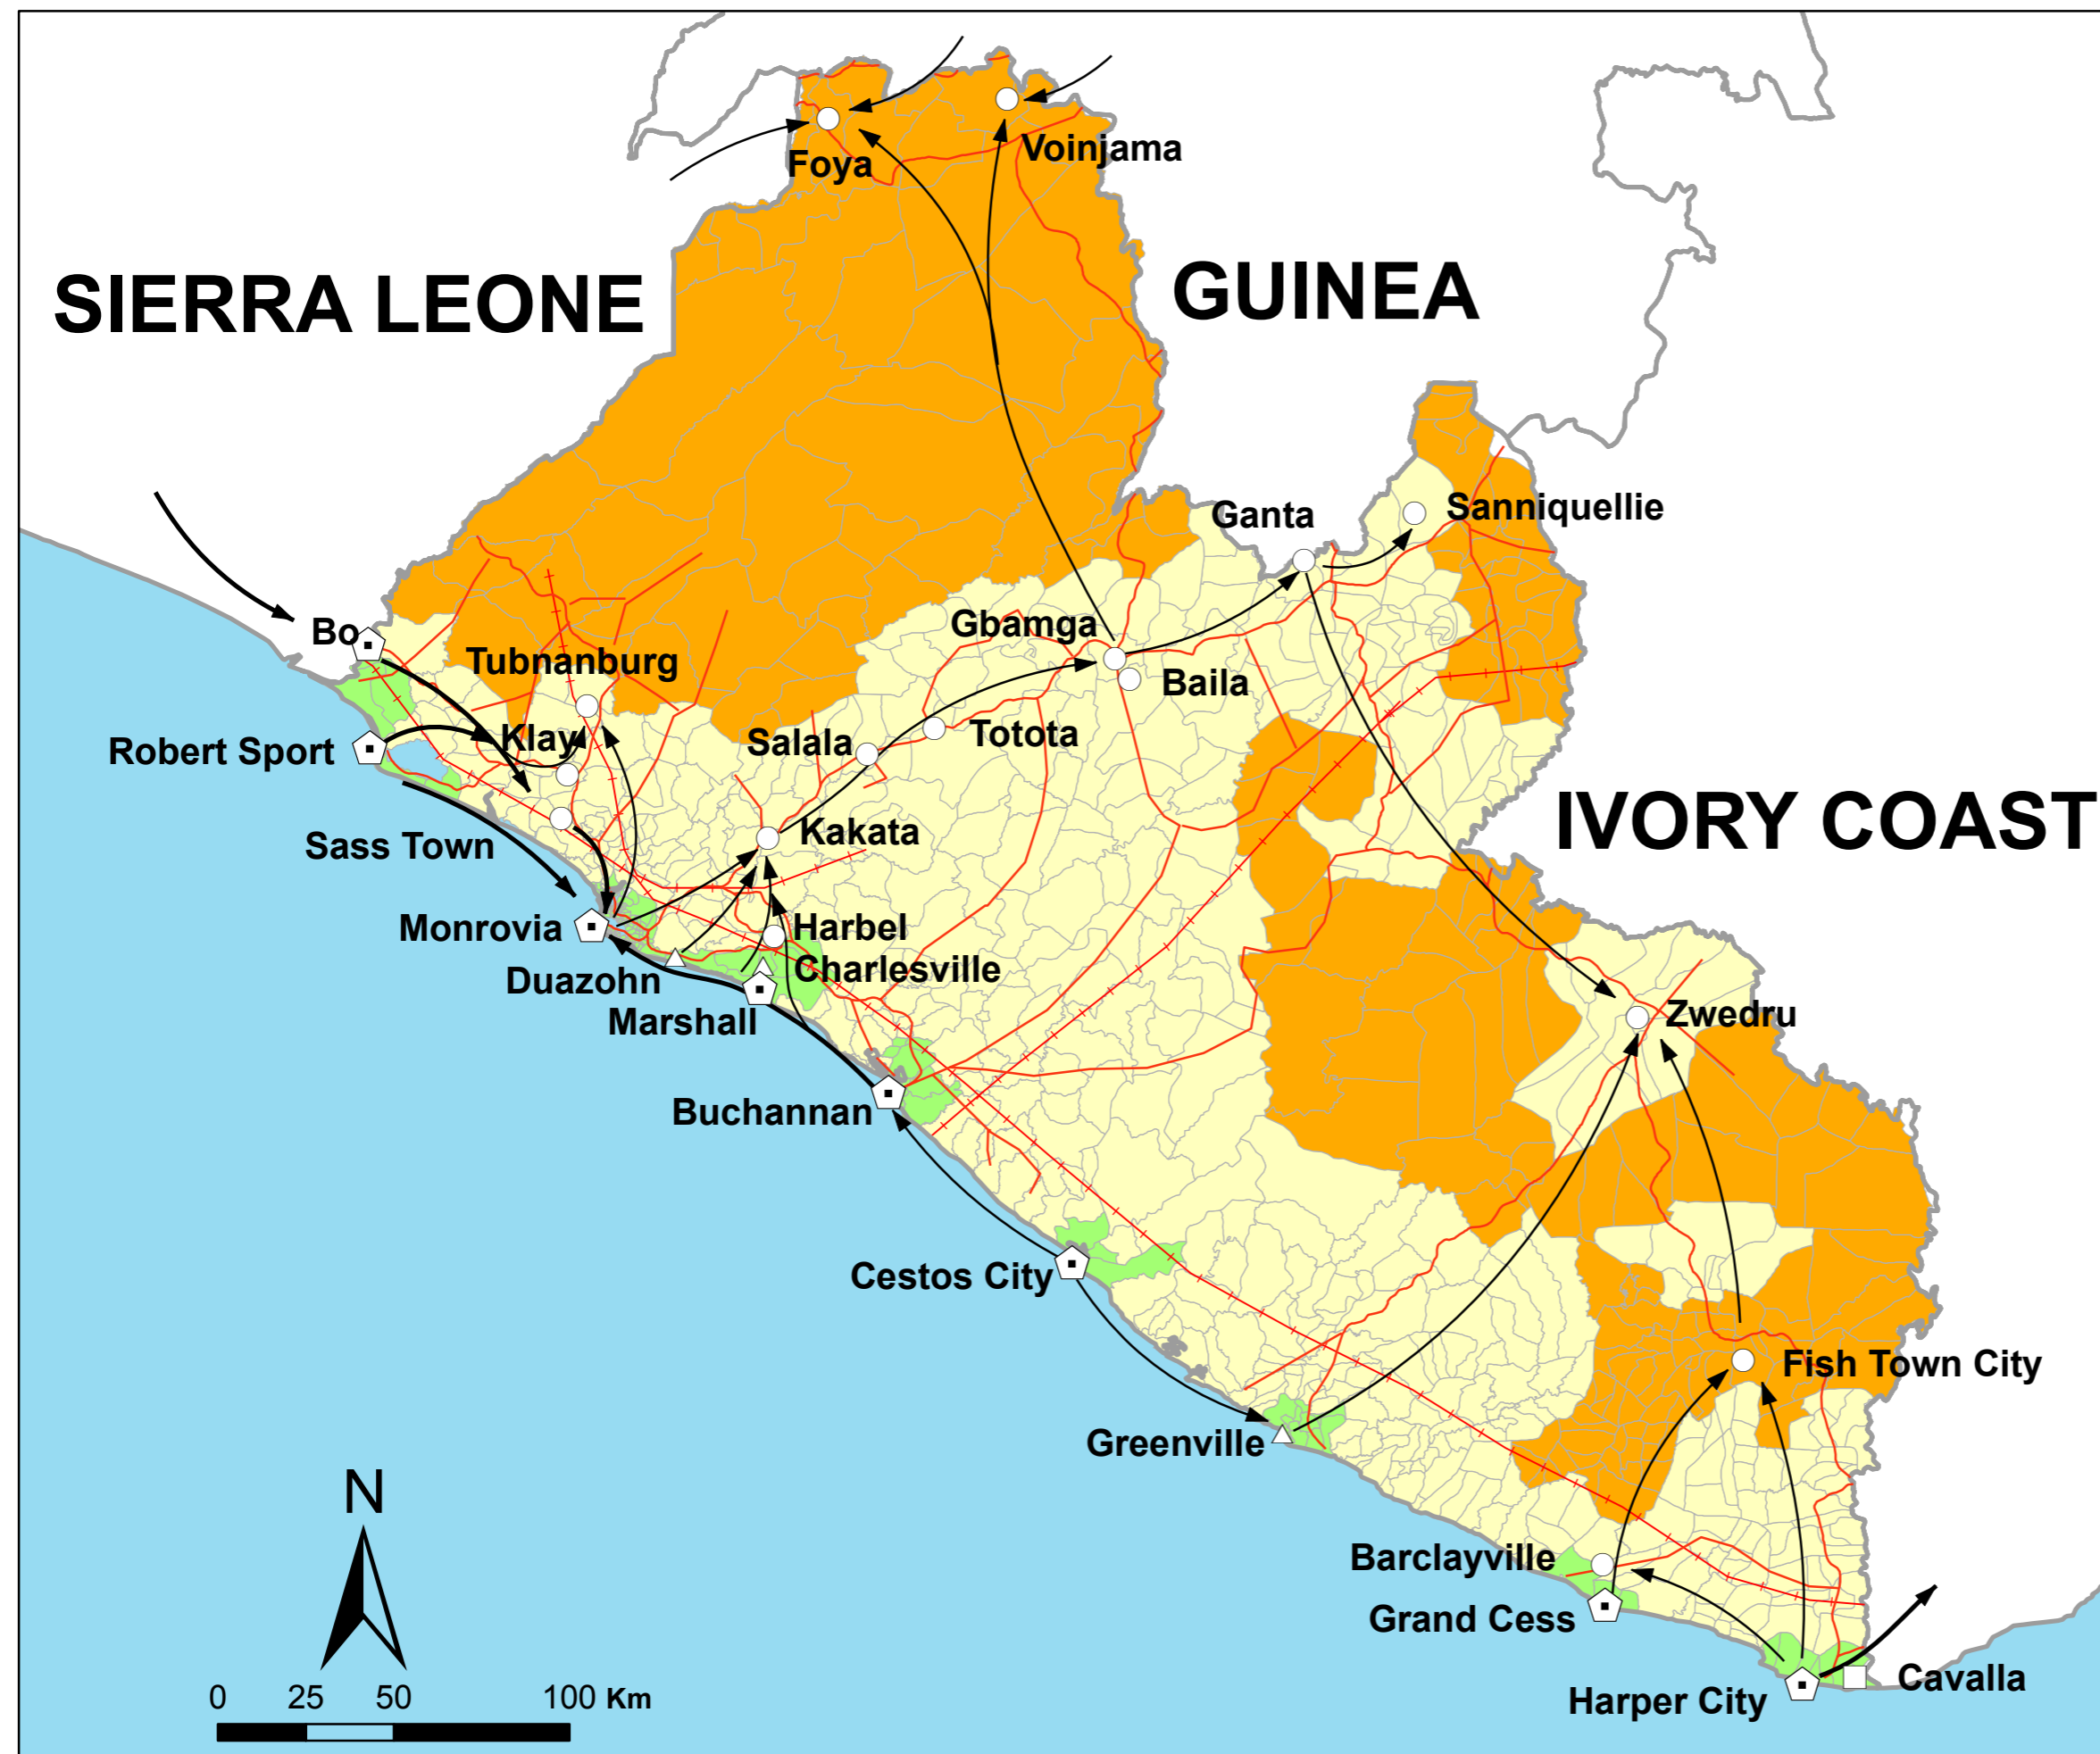 Foya
Voinjama
SIERRA LEONE
GUINEA
Ganta
Sanniquellie
Bo
Gbamga
Tubnanburg
Baila
Robert Sport
Klay
Salala
Totota
IVORY COAST
Sass Town
Kakata
Monrovia
Harbel
Duazohn
Charlesville
Marshall
Zwedru
Buchannan
Cestos City
Fish Town City
Greenville
N
Barclayville
Grand Cess
Harper City
Cavalla
0 25 50 100 Km